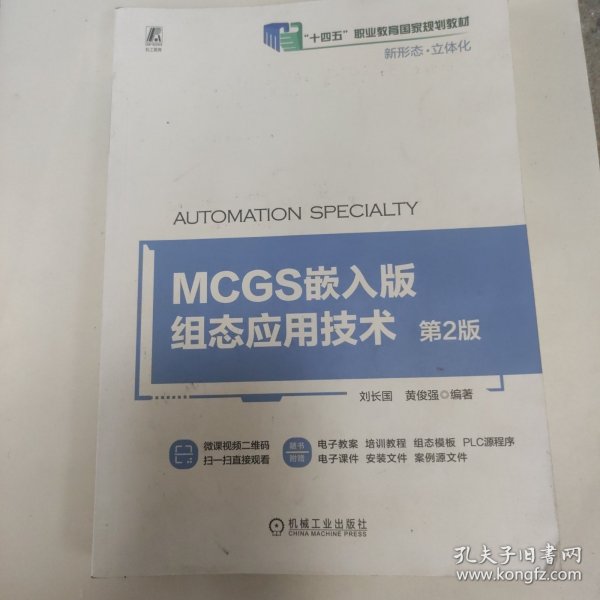 "十四五"职业教育国家规划教材
新形态·立体化
机工教育
AUTOMATION SPECIALTY
MCGS嵌入版
组态应用技术 第2版
刘长国 黄俊强◎编著
微课视频二维码
扫一扫直接观看
随书
附赠
电子教案 培训教程 组态模板 PLC源程序
电子课件 安装文件 案例源文件
机械工业出版社
CHINA MACHINE PRESS
孔夫子旧书网
www.kongfz.com